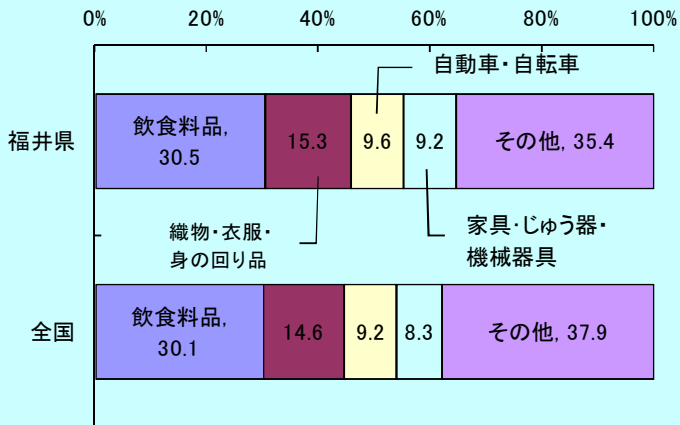 0% 20% 40% 60% 80% 100%
自動車・自転車
福井県
飲食料品,
30.5
15.3
9.6
9.2
その他, 35.4
織物・衣服・
身の回り品
家具・じゅう器・
機械器具
全国
飲食料品,
30.1
14.6
9.2
8.3
その他, 37.9